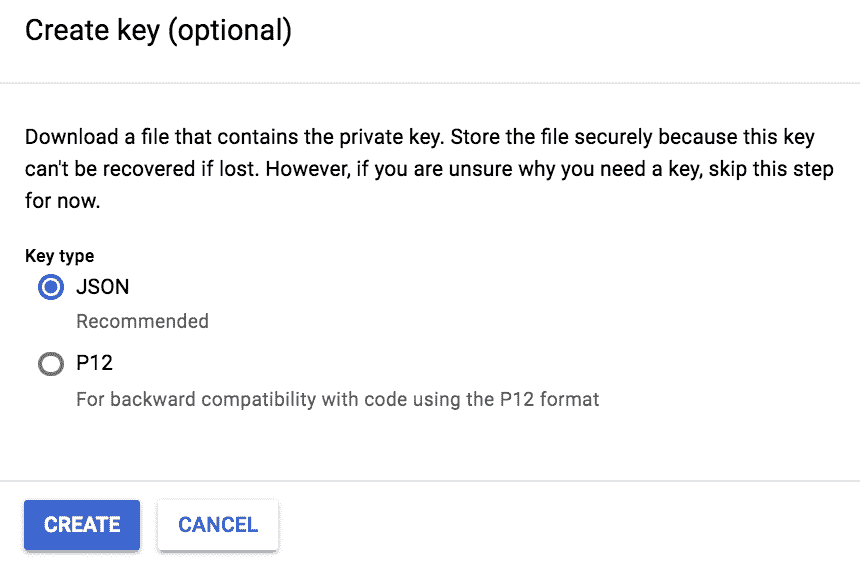 Create key (optional)
Download a file that contains the private key. Store the file securely because this key
can't be recovered if lost. However, if you are unsure why you need a key, skip this step
for now.
Key type
JSON
Recommended
P12
For backward compatibility with code using the P12 format
CREATE CANCEL